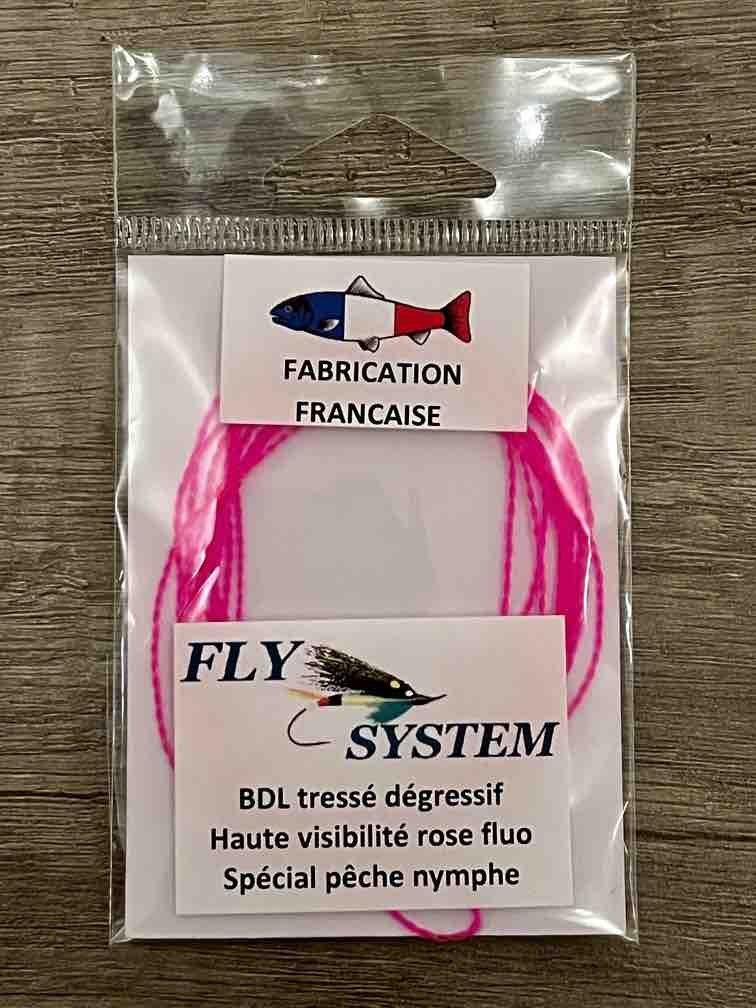 FABRICATION
FRANCAISE
FLY
SYSTEM
BDL tressé dégressif
Haute visibilité rose fluo
Spécial pêche nymphe